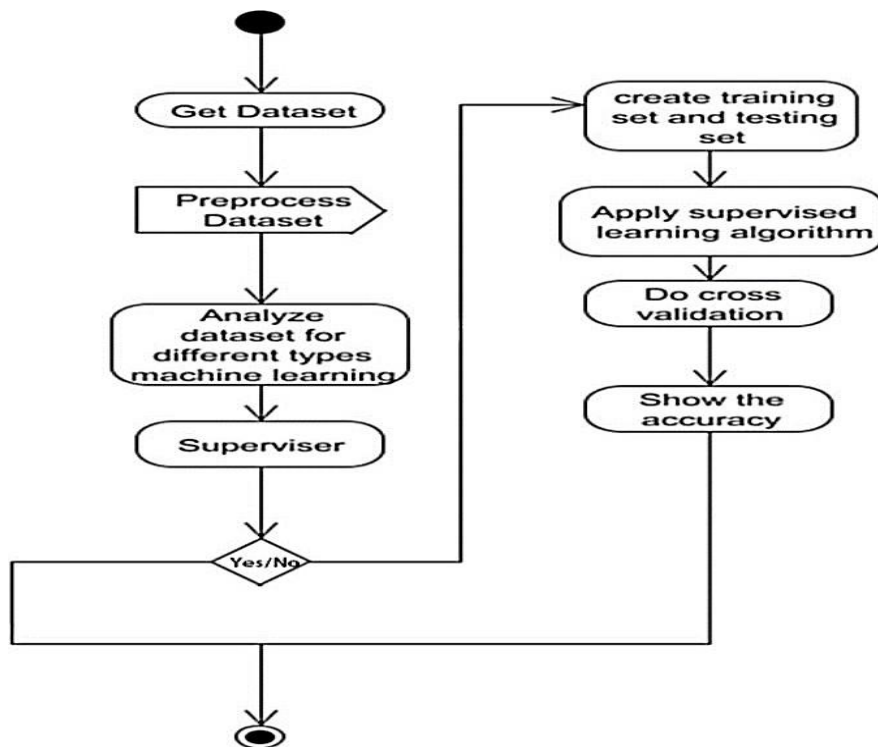 Get Dataset
Preprocess
Dataset
Analyze
dataset for
different types
machine learning
Superviser
Yes/No
create training
set and testing
set
Apply supervised
learning algorithm
Do cross
validation
Show the
accuracy